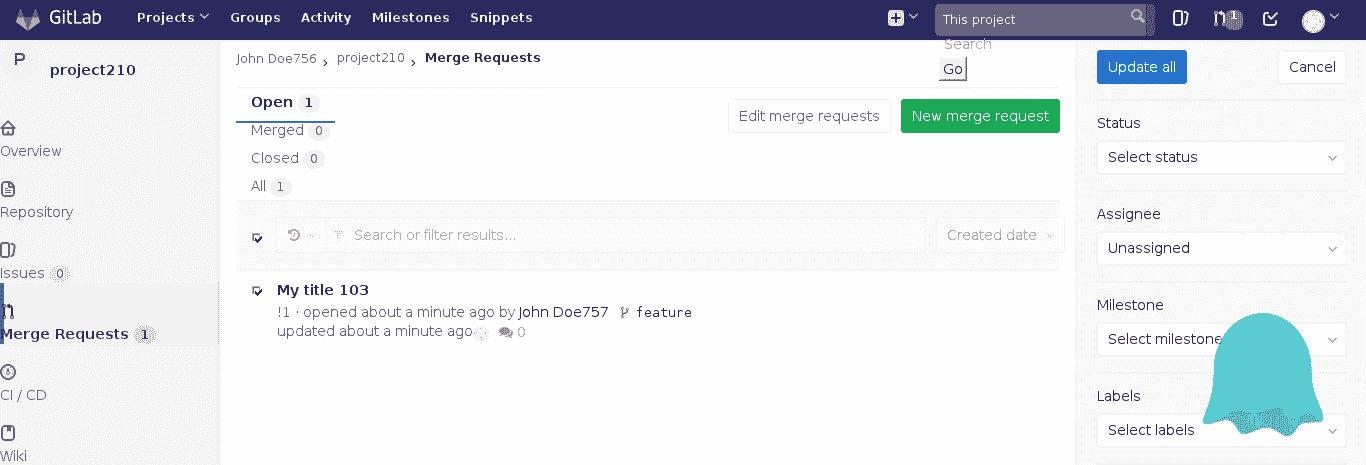 GitLab Projects Groups Activity Milestones Snippets This project 1
Search
Go
P project210
Overview
Repository
Issues 0
Merge Requests 1
CI / CD
Wiki
John Doe756 › project210 › Merge Requests
Open 1
Merged 0
Closed 0
All 1
Edit merge requests New merge request
Search or filter results... Created date
My title 103
!1 · opened about a minute ago by John Doe757 feature
updated about a minute ago 0
Update all Cancel
Status
Select status
Assignee
Unassigned
Milestone
Select milestone
Labels
Select labels